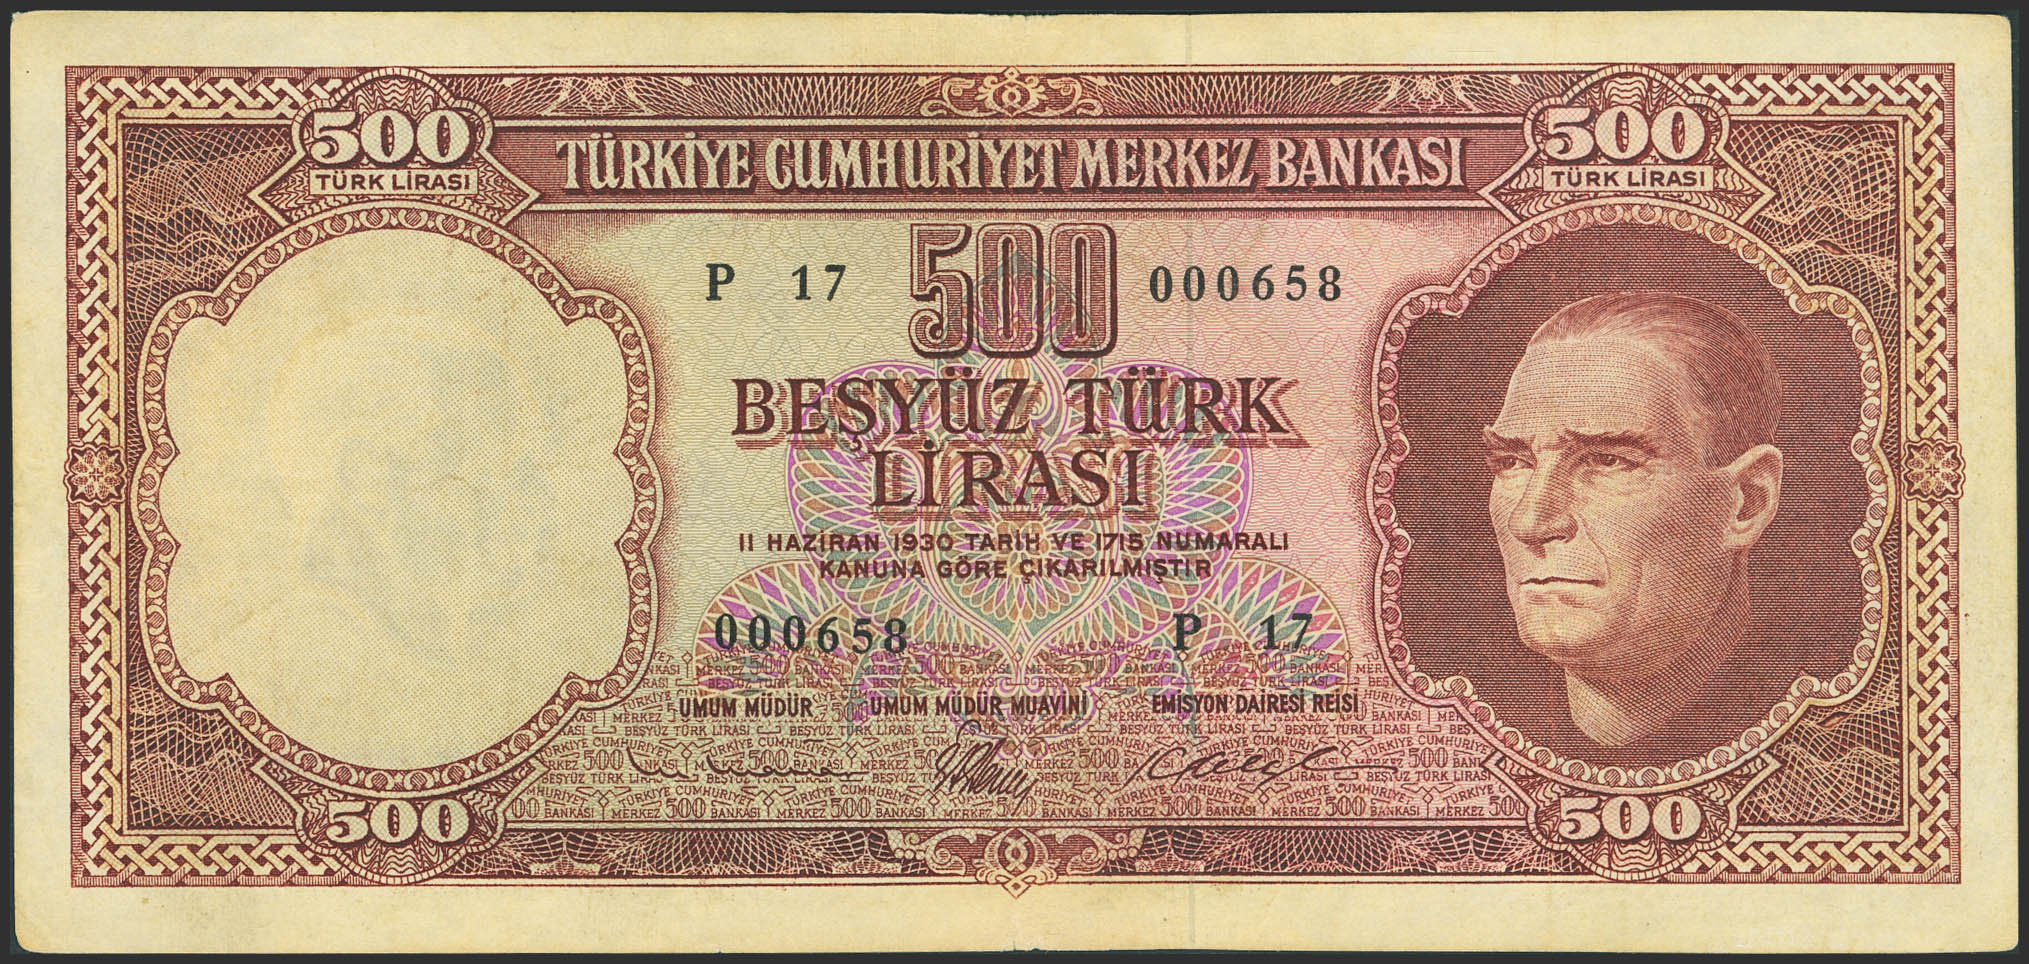 500
TÜRK LİRASI
TÜRKİYE CUMHURİYET MERKEZ BANKASI
500
TÜRK LİRASI
P 17
500
000658
BEŞYÜZ TÜRK
LİRASI
11 HAZİRAN 1930 TARİH VE 1715 NUMARALI
KANUNA GÖRE ÇIKARILMIŞTIR
000658
P 17
UMUM MÜDÜR
UMUM MÜDÜR MUAVİNİ
EMİSYON DAİRESİ REİSİ
500
500